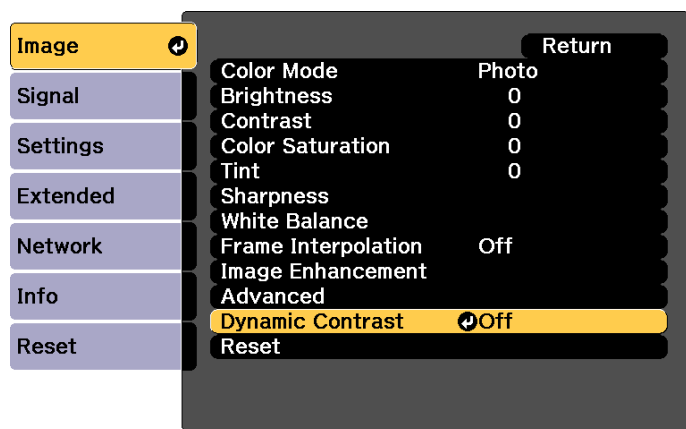 Image
Signal
Settings
Extended
Network
Info
Reset
Return
Color Mode Photo
Brightness 0
Contrast 0
Color Saturation 0
Tint 0
Sharpness
White Balance
Frame Interpolation Off
Image Enhancement
Advanced
Dynamic Contrast Off
Reset